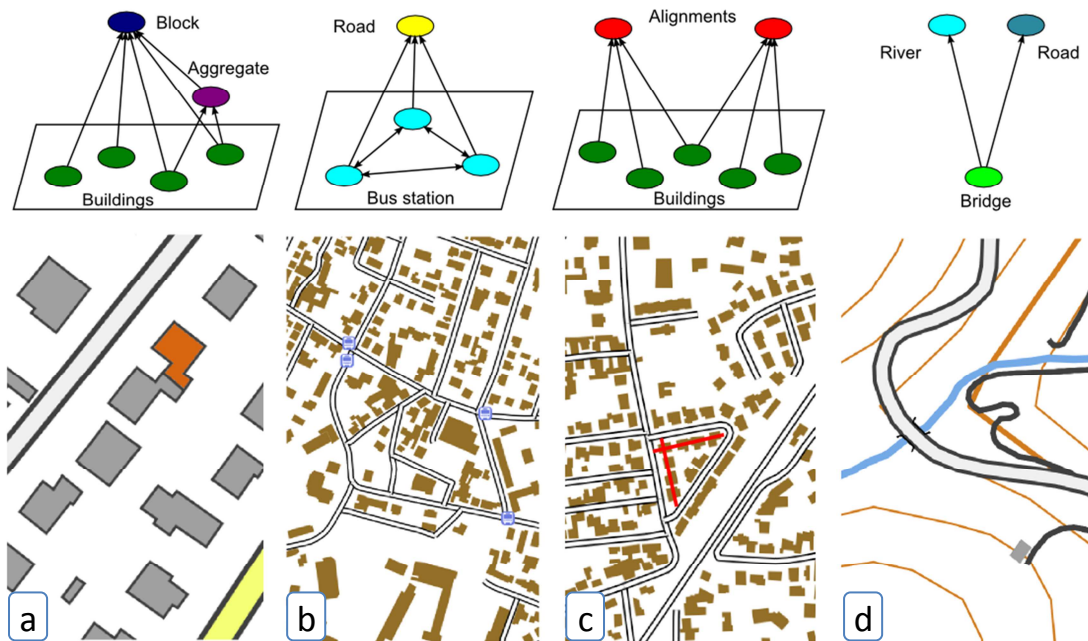 Block
Aggregate
Buildings
Road
Bus station
Alignments
Buildings
River
Road
Bridge
a
b
c
d